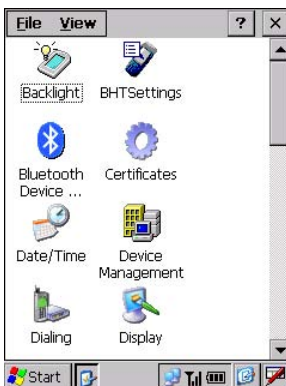 File View ? ×
Backlight BHTSettings
Bluetooth
Device ...
Certificates
Date/Time
Device
Management
Dialing Display
Start